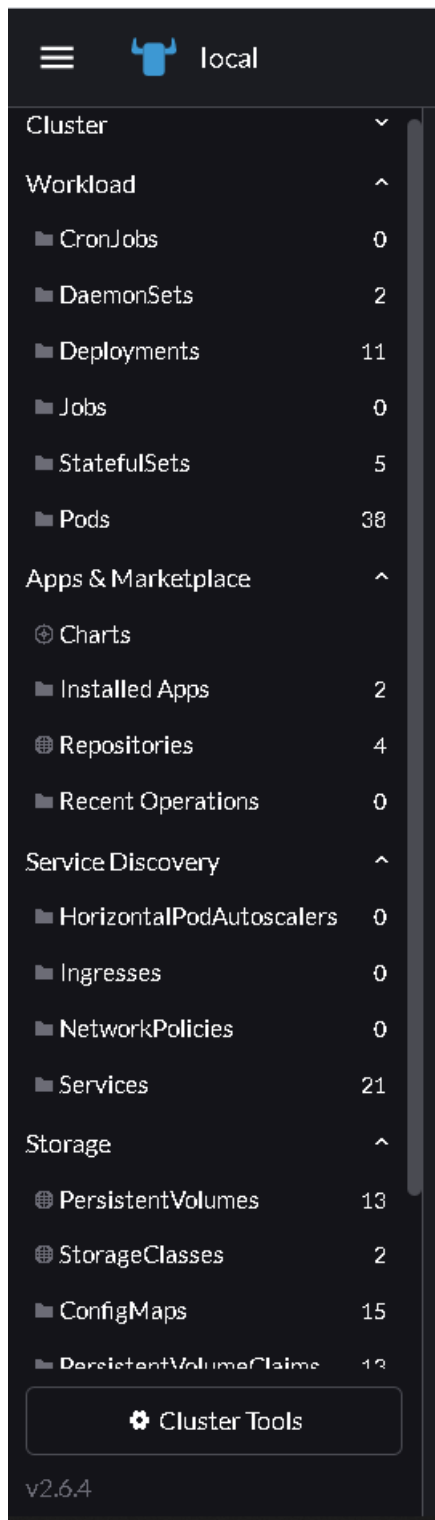 local
Cluster
Workload
CronJobs 0
DaemonSets 2
Deployments 11
Jobs 0
StatefulSets 5
Pods 38
Apps & Marketplace
Charts
Installed Apps 2
Repositories 4
Recent Operations 0
Service Discovery
HorizontalPodAutoscalers 0
Ingresses 0
NetworkPolicies 0
Services 21
Storage
PersistentVolumes 13
StorageClasses 2
ConfigMaps 15
PersistentVolumeClaims 13
Cluster Tools
v2.6.4